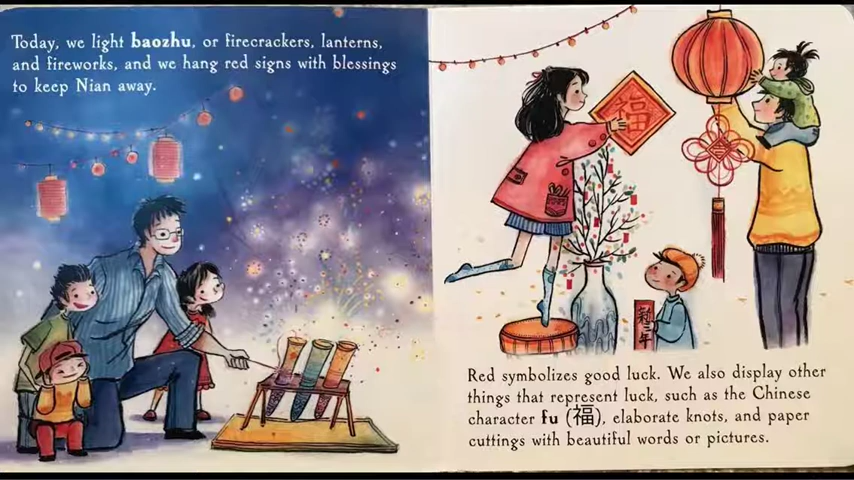 Today, we light baozhu, or firecrackers, lanterns,
and fireworks, and we hang red signs with blessings
to keep Nian away.
福
Red symbolizes good luck. We also display other
things that represent luck, such as the Chinese
character fu (福), elaborate knots, and paper
cuttings with beautiful words or pictures.